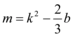 m = k² − 2/3 b